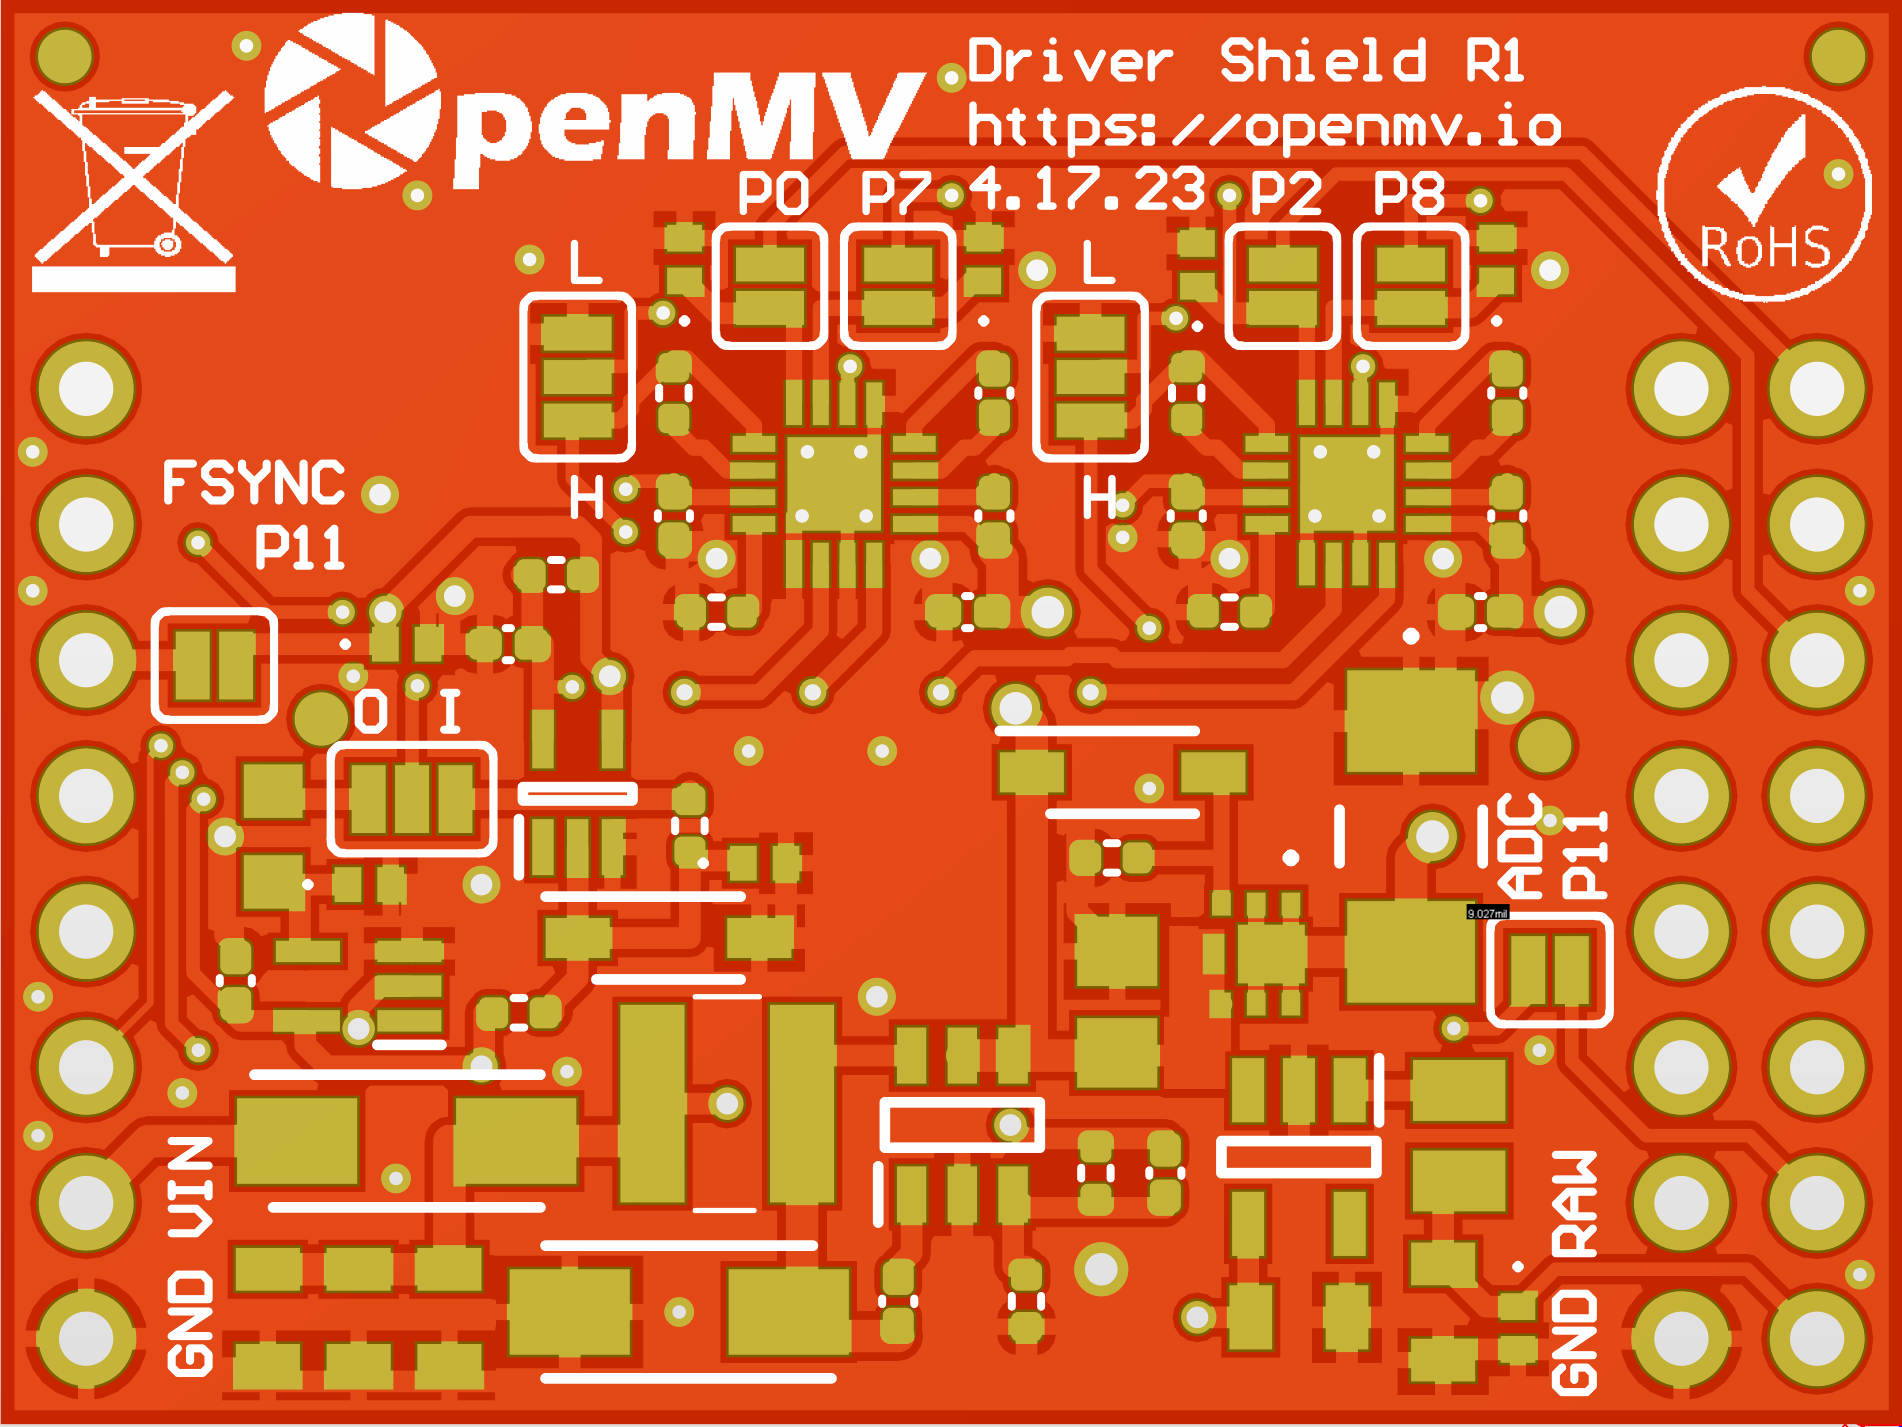 OpenMV
Driver Shield R1
https://openmv.io
4.17.23
P0
P7
P2
P8
RoHS
L
L
H
H
FSYNC
P11
O
I
ADC
P11
9.027mil
VIN
GND
RAW
GND